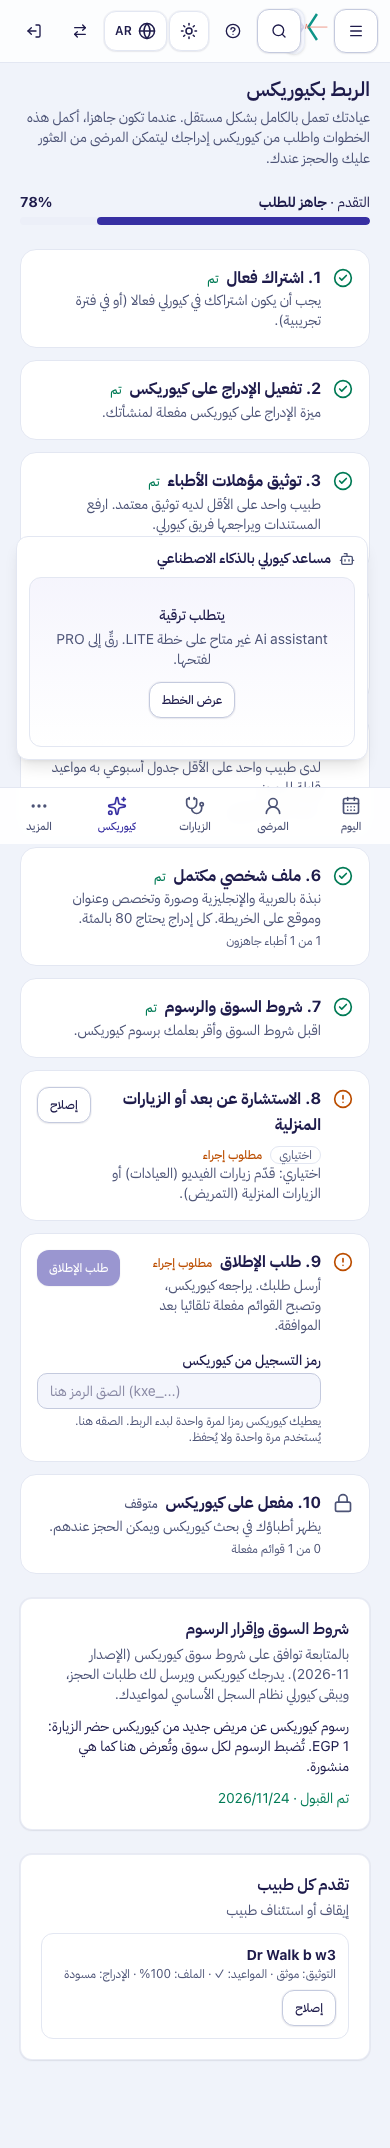 AR
الربط بكيوريكس
عيادتك تعمل بالكامل بشكل مستقل. عندما تكون جاهزا، أكمل هذه
الخطوات واطلب من كيوريكس إدراجك ليتمكن المرضى من العثور
عليك والحجز عندك.
التقدم · جاهز للطلب
78%
1. اشتراك فعال تم
يجب أن يكون اشتراكك في كيورلي فعالا (أو في فترة
تجريبية).
2. تفعيل الإدراج على كيوريكس تم
ميزة الإدراج على كيوريكس مفعلة لمنشأتك.
3. توثيق مؤهلات الأطباء تم
طبيب واحد على الأقل لديه توثيق معتمد. ارفع
المستندات ويراجعها فريق كيورلي.
مساعد كيورلي بالذكاء الاصطناعي
يتطلب ترقية
Ai assistant غير متاح على خطة LITE. رقِّ إلى PRO
لفتحها.
عرض الخطط
لدى طبيب واحد على الأقل جدول أسبوعي به مواعيد
اليوم
المرضى
الزيارات
كيوريكس
المزيد
6. ملف شخصي مكتمل تم
نبذة بالعربية والإنجليزية وصورة وتخصص وعنوان
وموقع على الخريطة. كل إدراج يحتاج 80 بالمئة.
1 من 1 أطباء جاهزون
7. شروط السوق والرسوم تم
اقبل شروط السوق وأقر بعلمك برسوم كيوريكس.
8. الاستشارة عن بعد أو الزيارات
المنزلية
اختياري مطلوب إجراء
إصلاح
اختياري: قدّم زيارات الفيديو (العيادات) أو
الزيارات المنزلية (التمريض).
9. طلب الإطلاق مطلوب إجراء
طلب الإطلاق
أرسل طلبك. يراجعه كيوريكس،
وتصبح القوائم مفعلة تلقائيا بعد
الموافقة.
رمز التسجيل من كيوريكس
الصق الرمز هنا (kxe_...)
يعطيك كيوريكس رمزا لمرة واحدة لبدء الربط. الصقه هنا.
يُستخدم مرة واحدة ولا يُحفظ.
10. مفعل على كيوريكس متوقف
يظهر أطباؤك في بحث كيوريكس ويمكن الحجز عندهم.
0 من 1 قوائم مفعلة
شروط السوق وإقرار الرسوم
بالمتابعة توافق على شروط سوق كيوريكس (الإصدار
2026-11). يدرجك كيوريكس ويرسل لك طلبات الحجز،
ويبقى كيورلي نظام السجل الأساسي لمواعيدك.
رسوم كيوريكس عن مريض جديد من كيوريكس حضر الزيارة:
EGP 1. تُضبط الرسوم لكل سوق وتُعرض هنا كما هي
منشورة.
تم القبول · 2026/11/24
تقدم كل طبيب
إيقاف أو استئناف طبيب
Dr Walk b w3
التوثيق: موثق · المواعيد: ✓ · الملف: 100% · الإدراج: مسودة
إصلاح